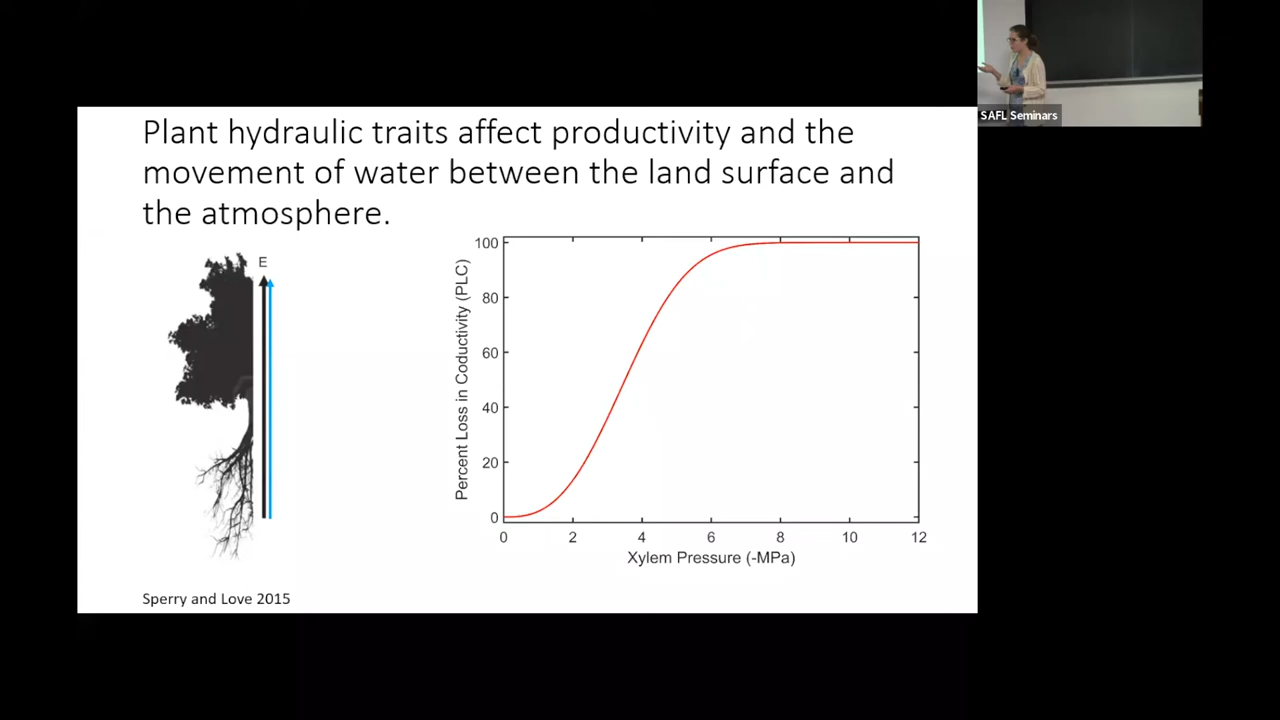 Plant hydraulic traits affect productivity and the
movement of water between the land surface and
the atmosphere.
E
Percent Loss in Coductivity (PLC)
100
80
60
40
20
0
0 2 4 6 8 10 12
Xylem Pressure (-MPa)
Sperry and Love 2015
SAFL Seminars